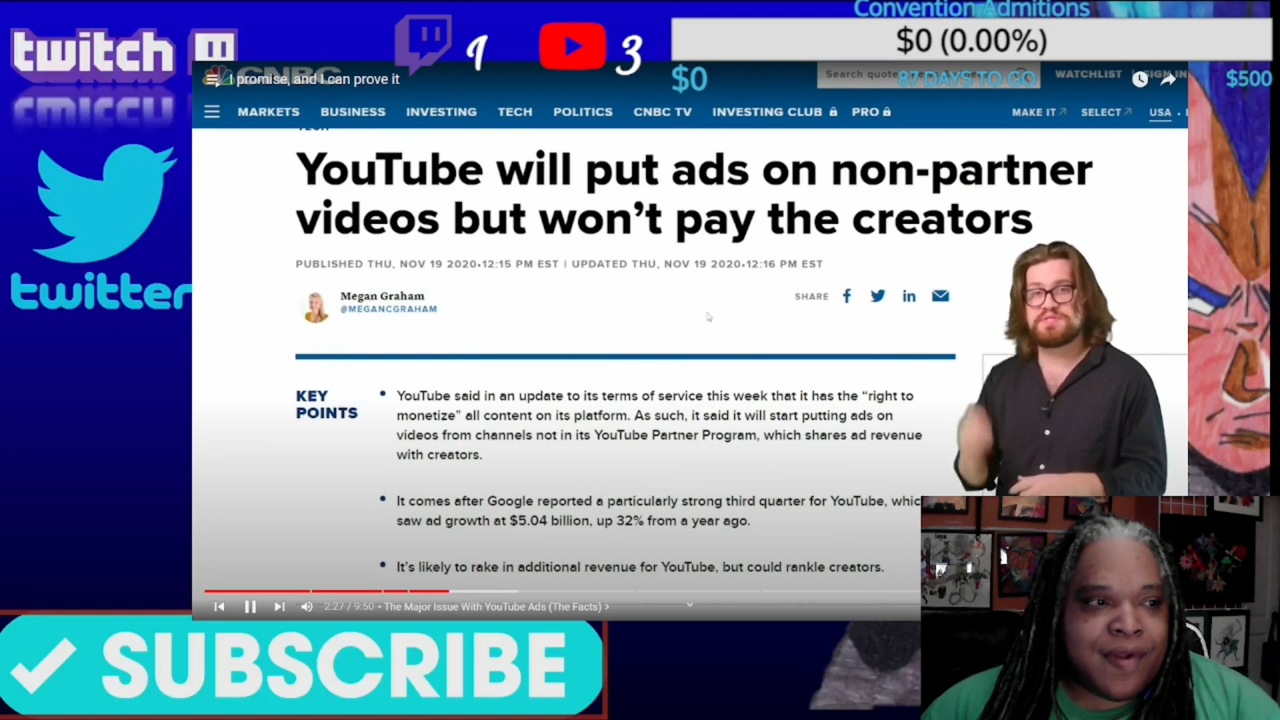 Convention Admitions
twitch
1
3
$0 (0.00%)
CNBC
I promise, and I can prove it
$0
Search quote
87 DAYS TO GO
WATCHLIST
SIGN IN
$500
MARKETS BUSINESS INVESTING TECH POLITICS CNBC TV INVESTING CLUB PRO MAKE IT SELECT USA
TECH
YouTube will put ads on non-partner
videos but won’t pay the creators
PUBLISHED THU, NOV 19 2020•12:15 PM EST | UPDATED THU, NOV 19 2020•12:16 PM EST
Megan Graham
@MEGANCGRAHAM
SHARE
twitter
KEY
POINTS
YouTube said in an update to its terms of service this week that it has the “right to
monetize” all content on its platform. As such, it said it will start putting ads on
videos from channels not in its YouTube Partner Program, which shares ad revenue
with creators.
It comes after Google reported a particularly strong third quarter for YouTube, whic
saw ad growth at $5.04 billion, up 32% from a year ago.
It’s likely to rake in additional revenue for YouTube, but could rankle creators.
2:27 / 9:50 • The Major Issue With YouTube Ads (The Facts) >
SUBSCRIBE